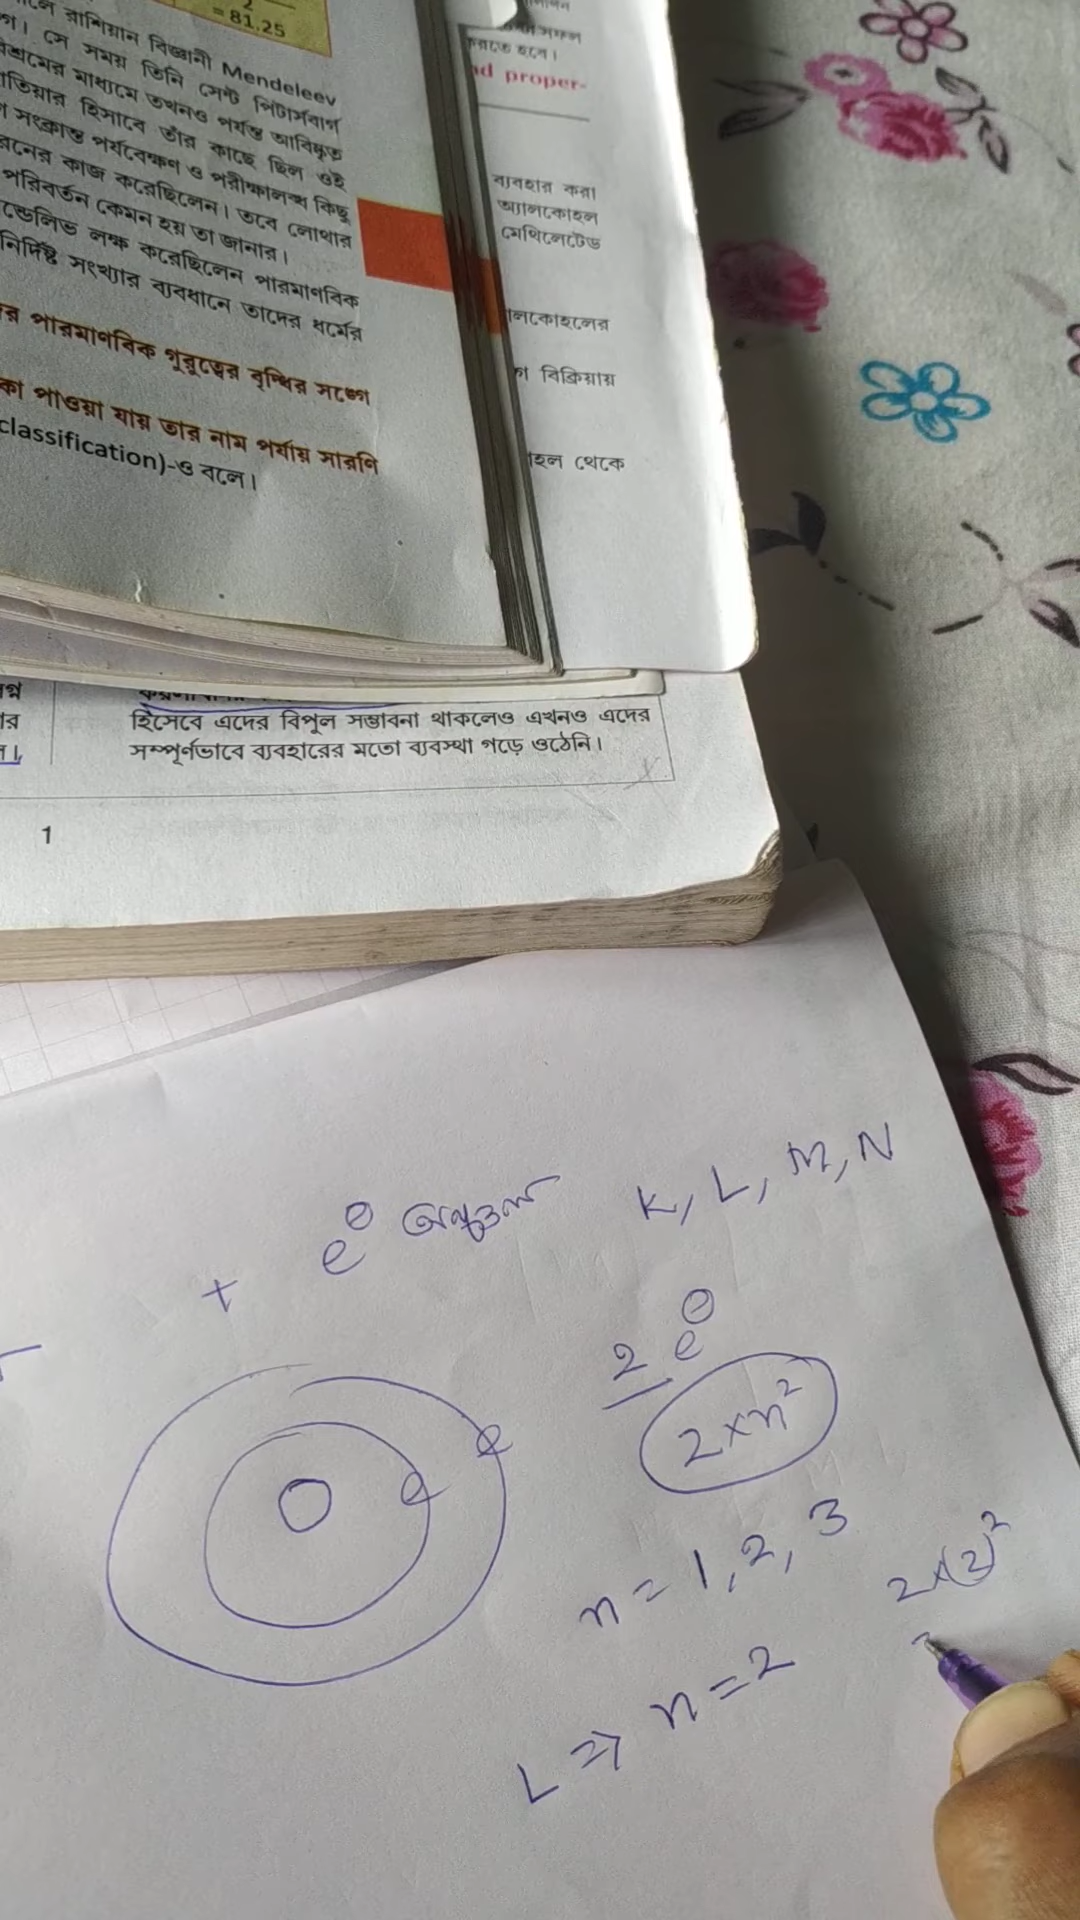 = 81.25
রাশিয়ান বিজ্ঞানী Mendeleev
সে সময় তিনি সেন্ট পিটার্সবার্গ
মাধ্যমে তখনও পর্যন্ত আবিষ্কৃত
হিসাবে তাঁর কাছে ছিল ওই
সংক্রান্ত পর্যবেক্ষণ ও পরীক্ষালব্ধ কিছু
কাজ করেছিলেন। তবে লোথার
পরিবর্তন কেমন হয় তা জানার।
লক্ষ করেছিলেন পারমাণবিক
নির্দিষ্ট সংখ্যার ব্যবধানে তাদের ধর্মের
পারমাণবিক গুরুত্বের বৃদ্ধির সঙ্গে
পাওয়া যায় তার নাম পর্যায় সারণি
classification)-ও বলে।
করতে হবে।
nd proper-
ব্যবহার করা
অ্যালকোহল
মেথিলেটেড
লকোহলের
বিক্রিয়ায়
হল থেকে
হিসেবে এদের বিপুল সম্ভাবনা থাকলেও এখনও এদের
সম্পূর্ণভাবে ব্যবহারের মতো ব্যবস্থা গড়ে ওঠেনি।
1
K, L, M, N
+ e⊖
2 e⊖
2×n²
e
e
n = 1, 2, 3
2×(2)²
L ⇒ n = 2